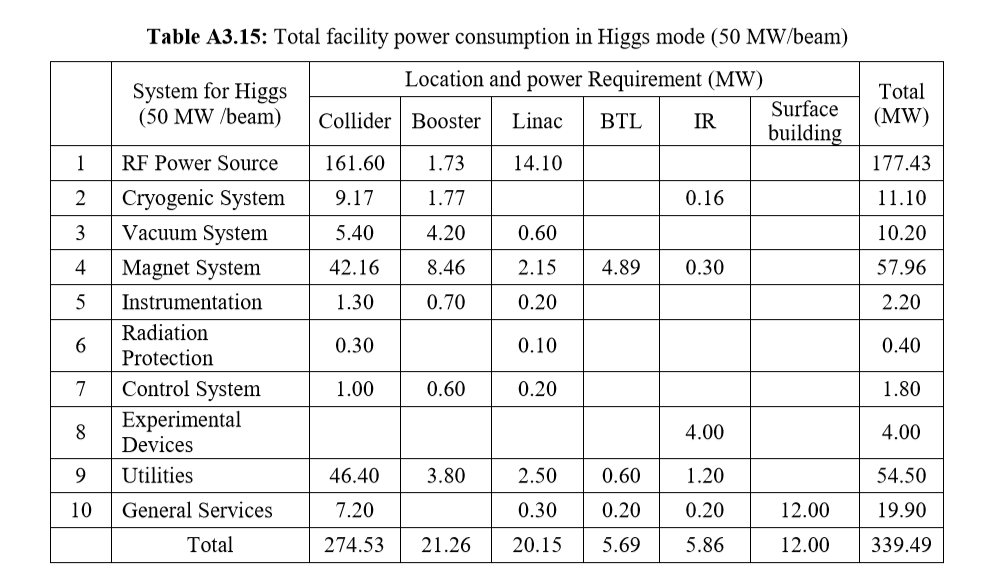 Table A3.15: Total facility power consumption in Higgs mode (50 MW/beam)
System for Higgs (50 MW /beam) Location and power Requirement (MW) Total (MW)
Collider Booster Linac BTL IR Surface building
1 RF Power Source 161.60 1.73 14.10 177.43
2 Cryogenic System 9.17 1.77 0.16 11.10
3 Vacuum System 5.40 4.20 0.60 10.20
4 Magnet System 42.16 8.46 2.15 4.89 0.30 57.96
5 Instrumentation 1.30 0.70 0.20 2.20
6 Radiation Protection 0.30 0.10 0.40
7 Control System 1.00 0.60 0.20 1.80
8 Experimental Devices 4.00 4.00
9 Utilities 46.40 3.80 2.50 0.60 1.20 54.50
10 General Services 7.20 0.30 0.20 0.20 12.00 19.90
Total 274.53 21.26 20.15 5.69 5.86 12.00 339.49